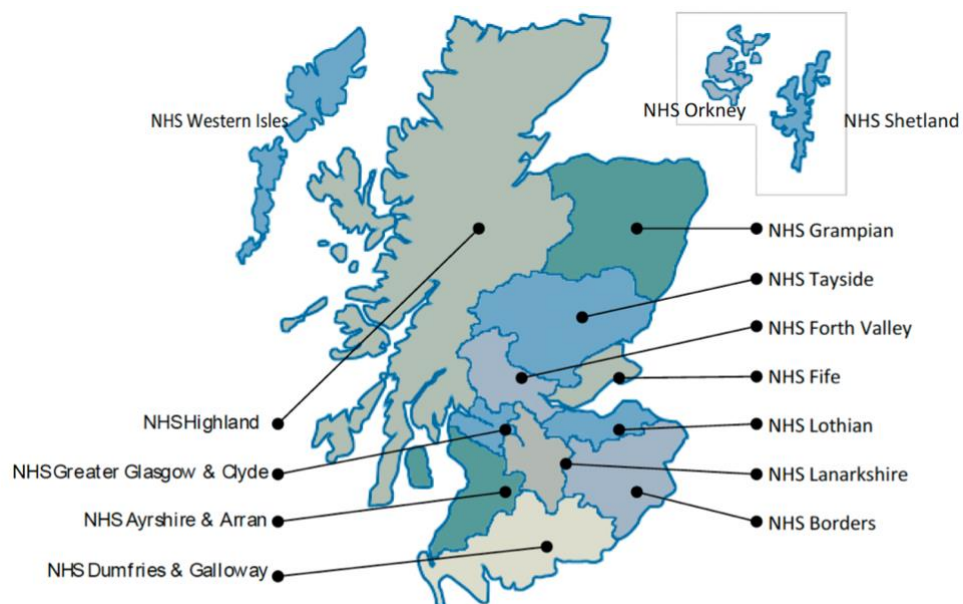 NHS Western Isles
NHS Orkney
NHS Shetland
NHS Grampian
NHS Tayside
NHS Forth Valley
NHS Fife
NHS Lothian
NHS Lanarkshire
NHS Borders
NHSHighland
NHSGreater Glasgow & Clyde
NHS Ayrshire & Arran
NHS Dumfries & Galloway